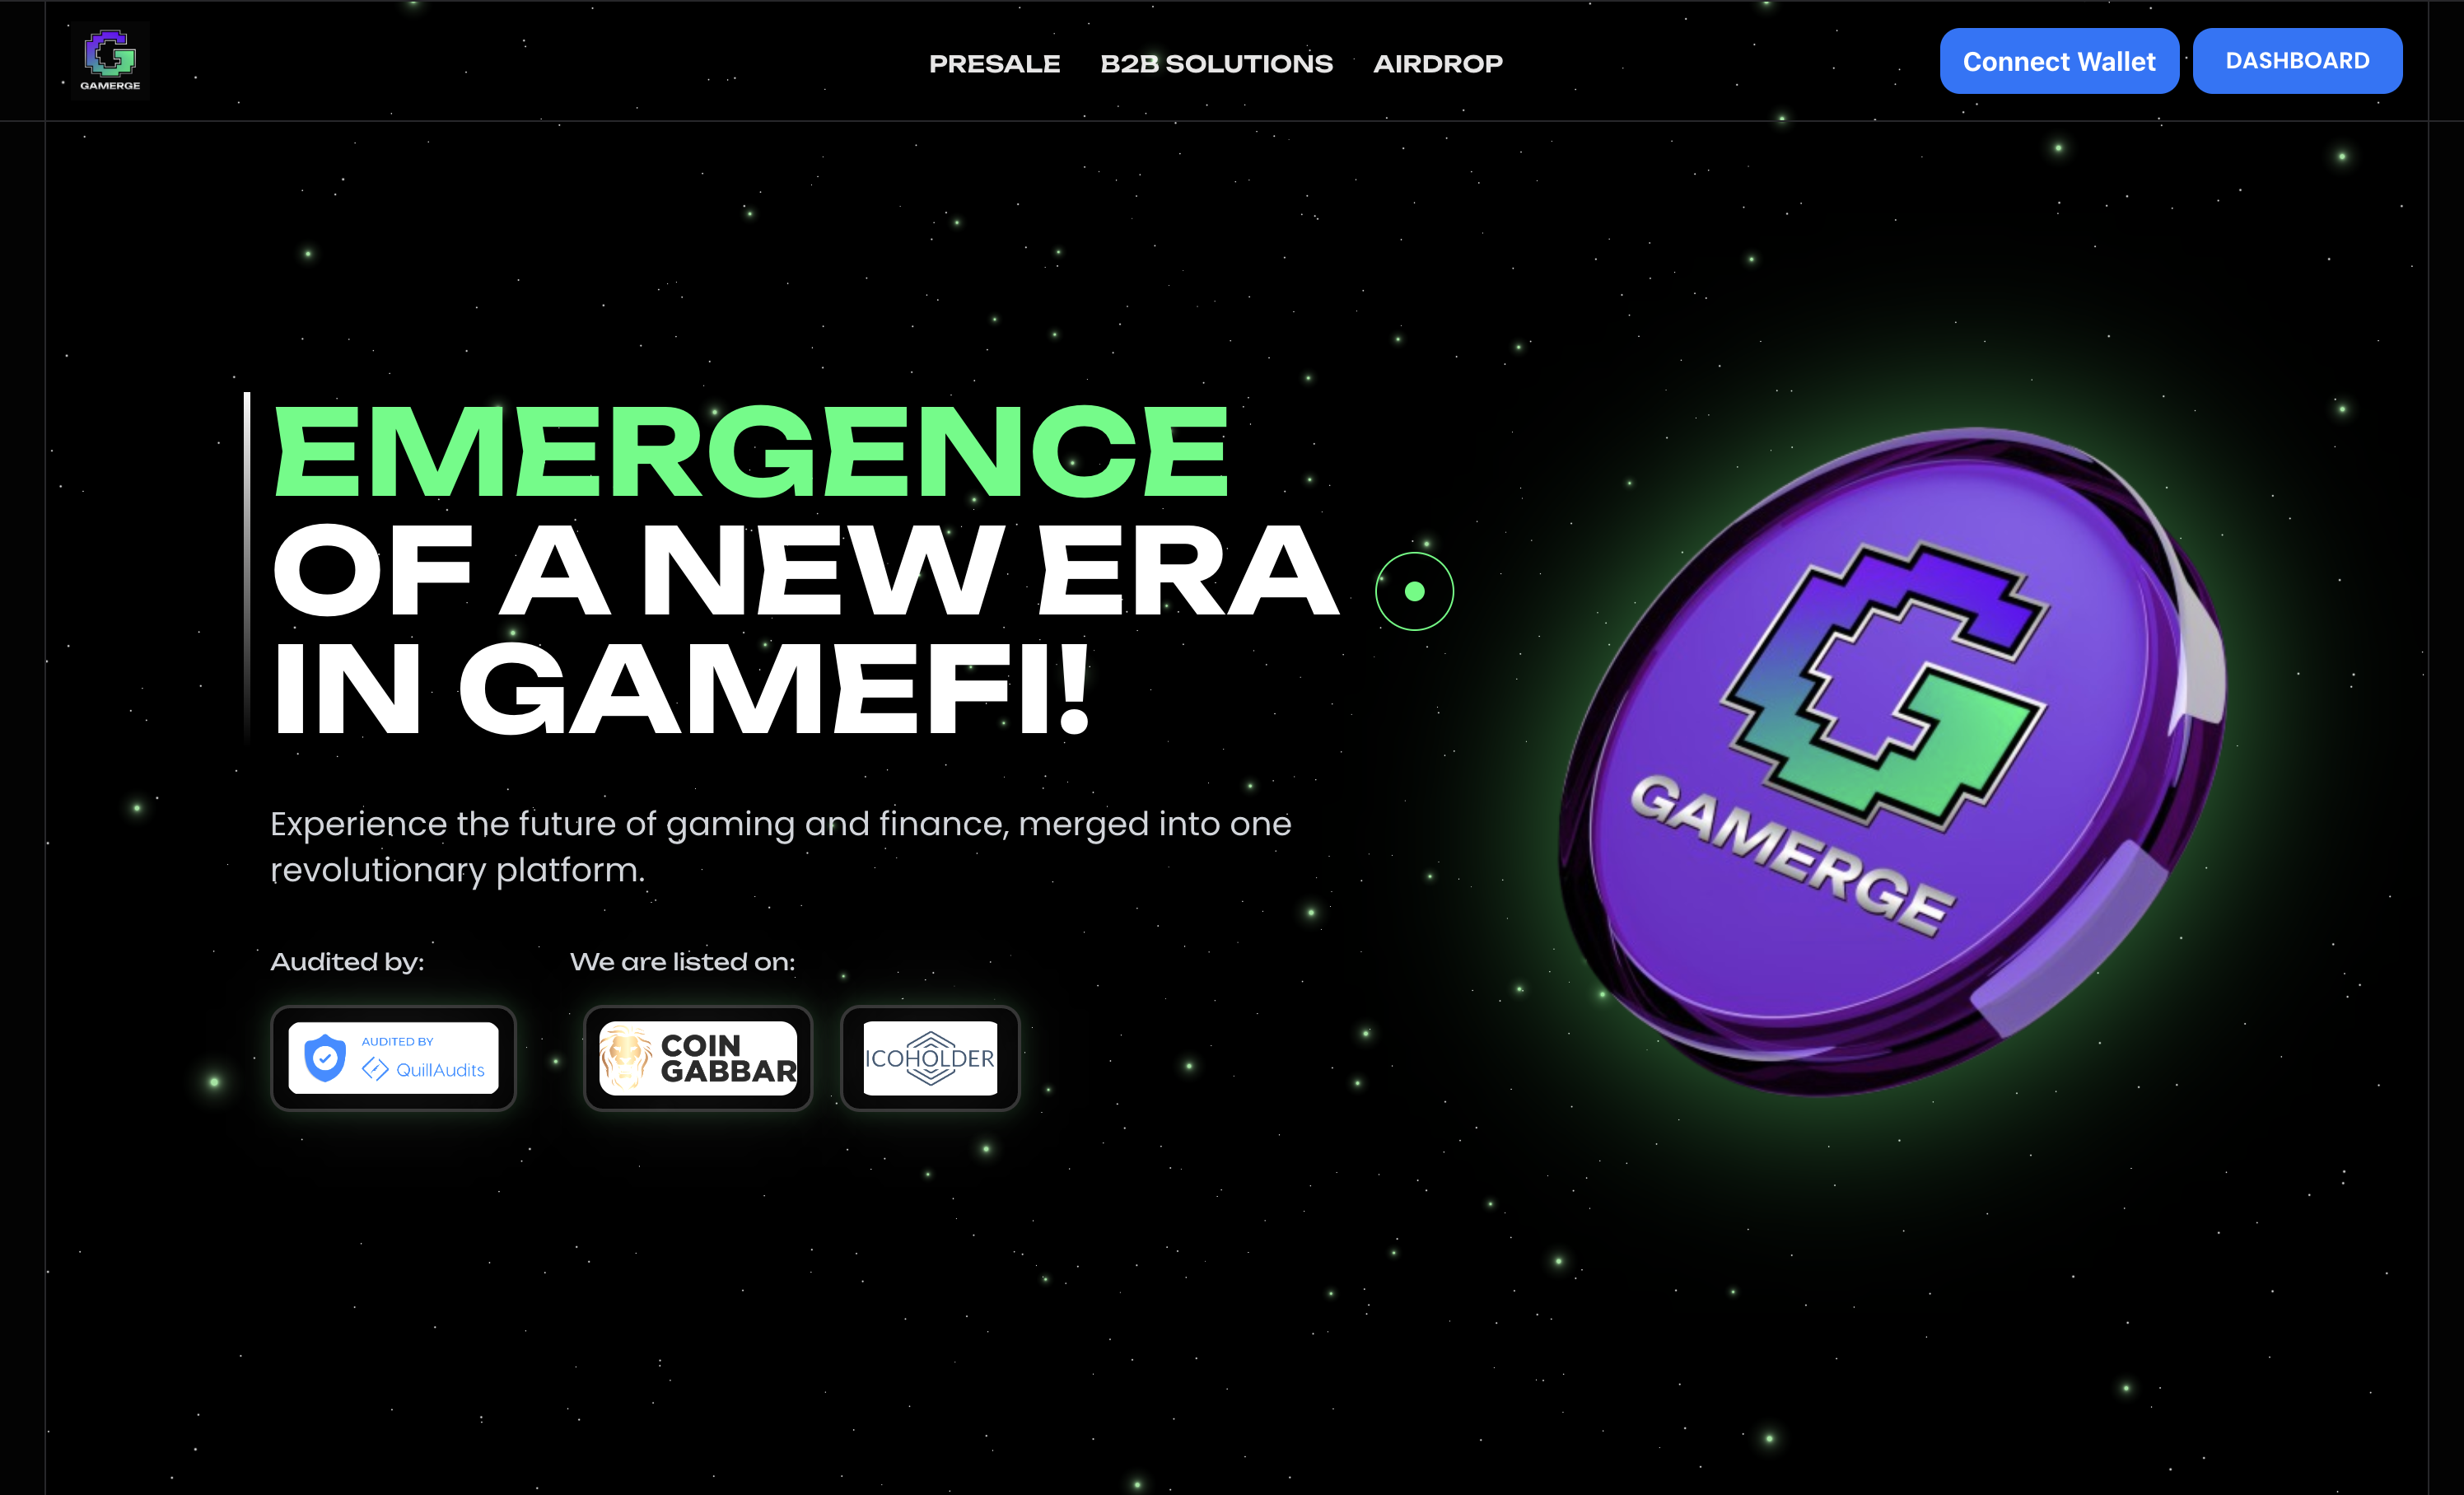 GAMERGE
PRESALE B2B SOLUTIONS AIRDROP
Connect Wallet DASHBOARD
EMERGENCE
OF A NEW ERA
IN GAMEFI!
Experience the future of gaming and finance, merged into one
revolutionary platform.
Audited by: We are listed on:
AUDITED BY
QuillAudits
COIN
GABBAR
ICOHOLDER
G
GAMERGE